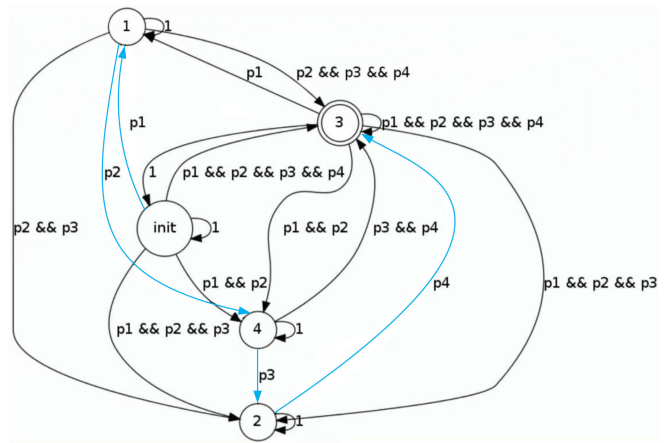 1
1
p1
p2 && p3 && p4
3
p1 && p2 && p3 && p4
p1
p2
1
p1 && p2 && p3 && p4
init
1
p2 && p3
p1 && p2
p3 && p4
p1 && p2
p4
p1 && p2 && p3
p1 && p2 && p3
4
1
p3
2
1